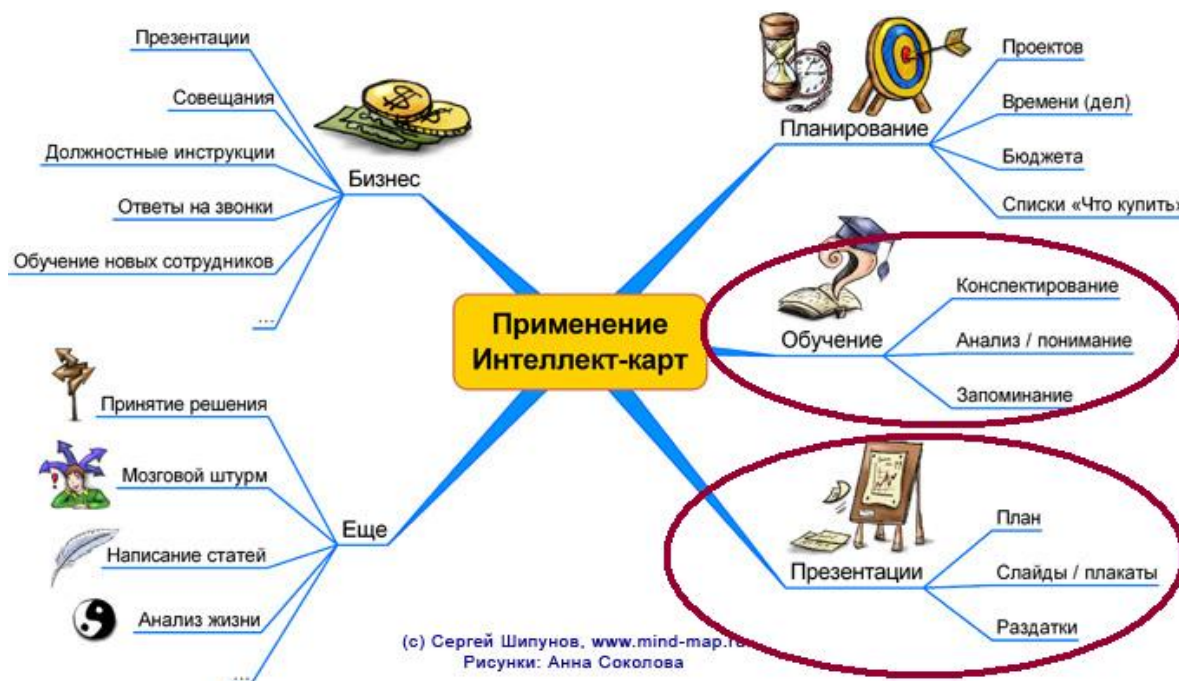 Применение
Интеллект-карт
Планирование
Проектов
Времени (дел)
Бюджета
Списки «Что купить»
Обучение
Конспектирование
Анализ / понимание
Запоминание
Презентации
План
Слайды / плакаты
Раздатки
Бизнес
Презентации
Совещания
Должностные инструкции
Ответы на звонки
Обучение новых сотрудников
...
Еще
Принятие решения
Мозговой штурм
Написание статей
Анализ жизни
...
(с) Сергей Шипунов, www.mind-map.ru
Рисунки: Анна Соколова